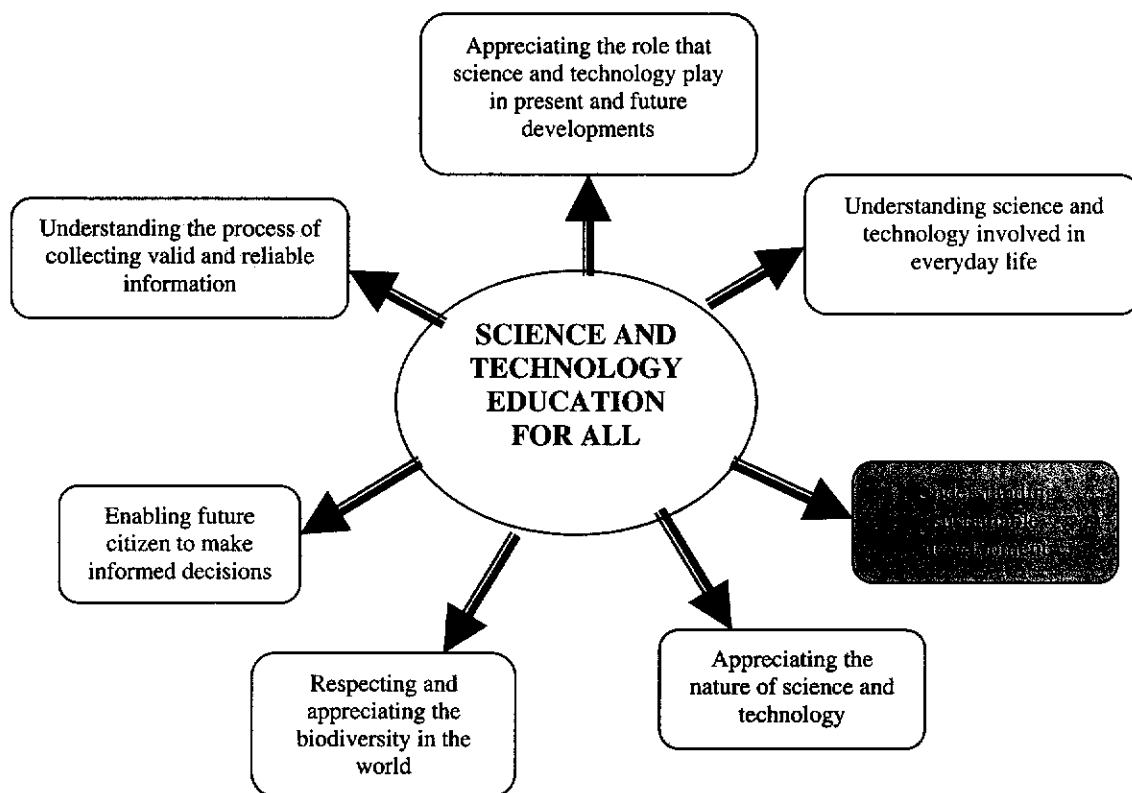 Appreciating the role that
science and technology play
in present and future
developments
Understanding the process of
collecting valid and reliable
information
Understanding science and
technology involved in
everyday life
SCIENCE AND
TECHNOLOGY
EDUCATION
FOR ALL
Understanding
sustainable
development
Enabling future
citizen to make
informed decisions
Respecting and
appreciating the
biodiversity in the
world
Appreciating the
nature of science and
technology